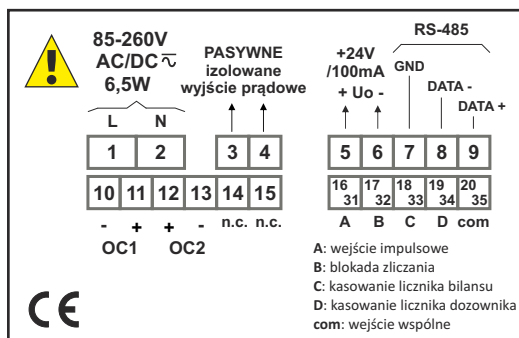 85-260V
AC/DC
6,5W
L N
PASYWNE
izolowane
wyjście prądowe
+24V
/100mA
+ Uo -
RS-485
GND
DATA -
DATA +
1 2 3 4 5 6 7 8 9
10 11 12 13 14 15 16 31 17 32 18 33 19 34 20 35
- + + - n.c. n.c. A B C D com
OC1 OC2
A: wejście impulsowe
B: blokada zliczania
C: kasowanie licznika bilansu
D: kasowanie licznika dozownika
com: wejście wspólne
CE